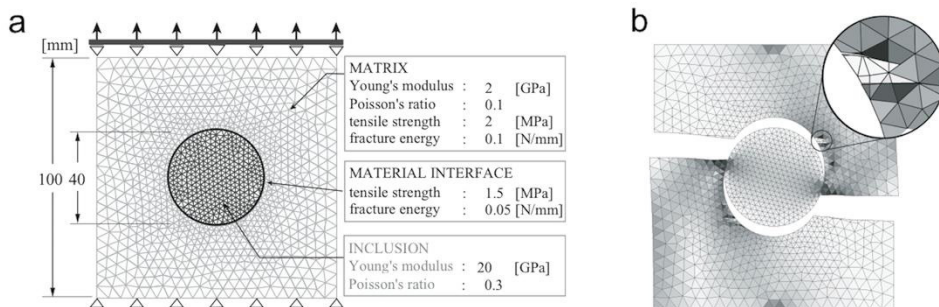 a
b
[mm]
100
40
MATRIX
Young's modulus : 2 [GPa]
Poisson's ratio : 0.1
tensile strength : 2 [MPa]
fracture energy : 0.1 [N/mm]
MATERIAL INTERFACE
tensile strength : 1.5 [MPa]
fracture energy : 0.05 [N/mm]
INCLUSION
Young's modulus : 20 [GPa]
Poisson's ratio : 0.3